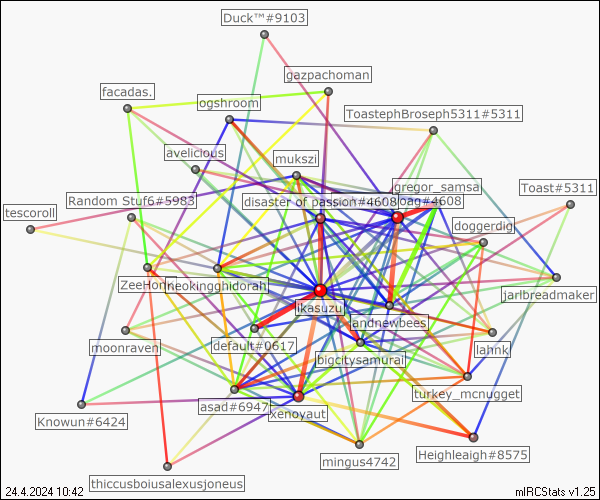 Duck™#9103
gazpachoman
facadas.
ogshroom
ToastephBroseph5311#5311
avelicious
mukszi
gregor_samsa
Toast#5311
Random Stuf6#5983
disaster of passion#4608
oag#4608
tescoroll
doggerdig
ZeeHon
neokingghidorah
jarlbreadmaker
ikasuzu
landnewbees
moonraven
default#0617
lahnk
bigcitysamurai
turkey_mcnugget
Knowun#6424
asad#6947
xenoyaut
mingus4742
Heighleaigh#8575
thiccusboiusalexusjoneus
24.4.2024 10:42
mIRCStats v1.25